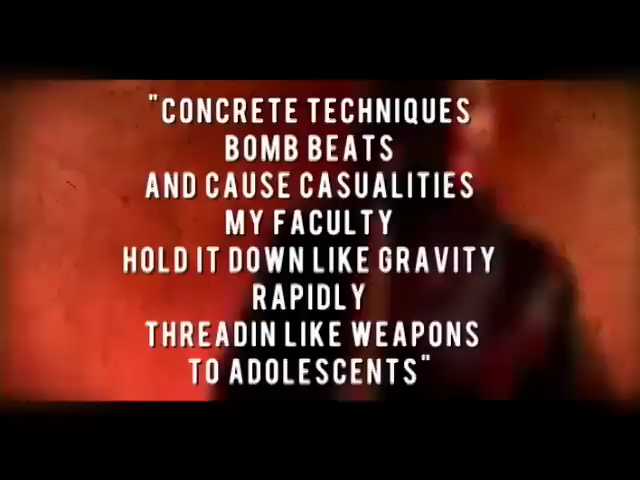 "CONCRETE TECHNIQUES
BOMB BEATS
AND CAUSE CASUALITIES
MY FACULTY
HOLD IT DOWN LIKE GRAVITY
RAPIDLY
THREADIN LIKE WEAPONS
TO ADOLESCENTS"